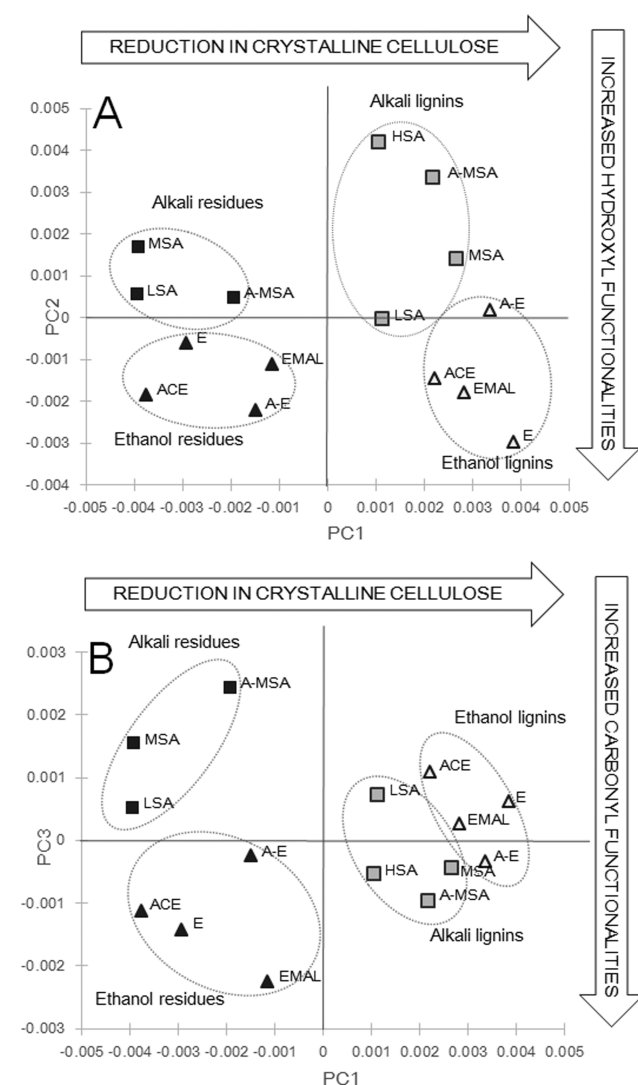 REDUCTION IN CRYSTALLINE CELLULOSE
INCREASED HYDROXYL FUNCTIONALITIES
A
Alkali lignins
0.005
HSA
0.004
A-MSA
0.003
Alkali residues
0.002
MSA
MSA
0.001
LSA
A-MSA
LSA
A-E
PC2
0
E
-0.001
EMAL
ACE
EMAL
ACE
-0.002
A-E
E
-0.003
Ethanol residues
Ethanol lignins
-0.004
-0.005 -0.004 -0.003 -0.002 -0.001 0 0.001 0.002 0.003 0.004 0.005
PC1
REDUCTION IN CRYSTALLINE CELLULOSE
INCREASED CARBONYL FUNCTIONALITIES
B
Alkali residues
0.003
A-MSA
0.002
Ethanol lignins
MSA
ACE
0.001
LSA
LSA
E
EMAL
PC3
0
A-E
A-E
HSA
MSA
-0.001
ACE
A-MSA
E
Alkali lignins
-0.002
EMAL
Ethanol residues
-0.003
-0.005 -0.004 -0.003 -0.002 -0.001 0 0.001 0.002 0.003 0.004 0.005
PC1